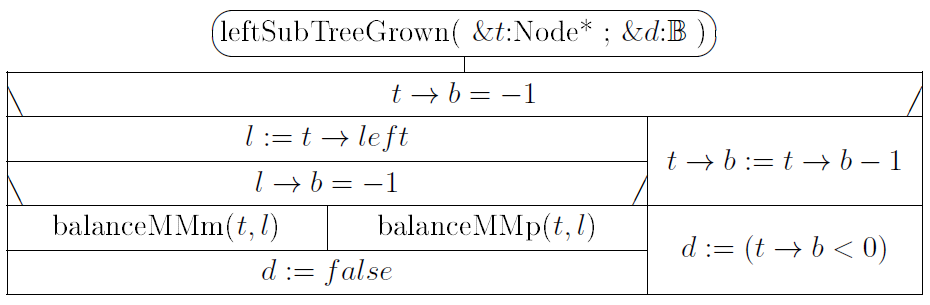 leftSubTreeGrown( &t:Node* ; &d:𝔹 )
t → b = −1
l := t → left
t → b := t → b − 1
l → b = −1
balanceMMm(t, l)
balanceMMp(t, l)
d := (t → b < 0)
d := false